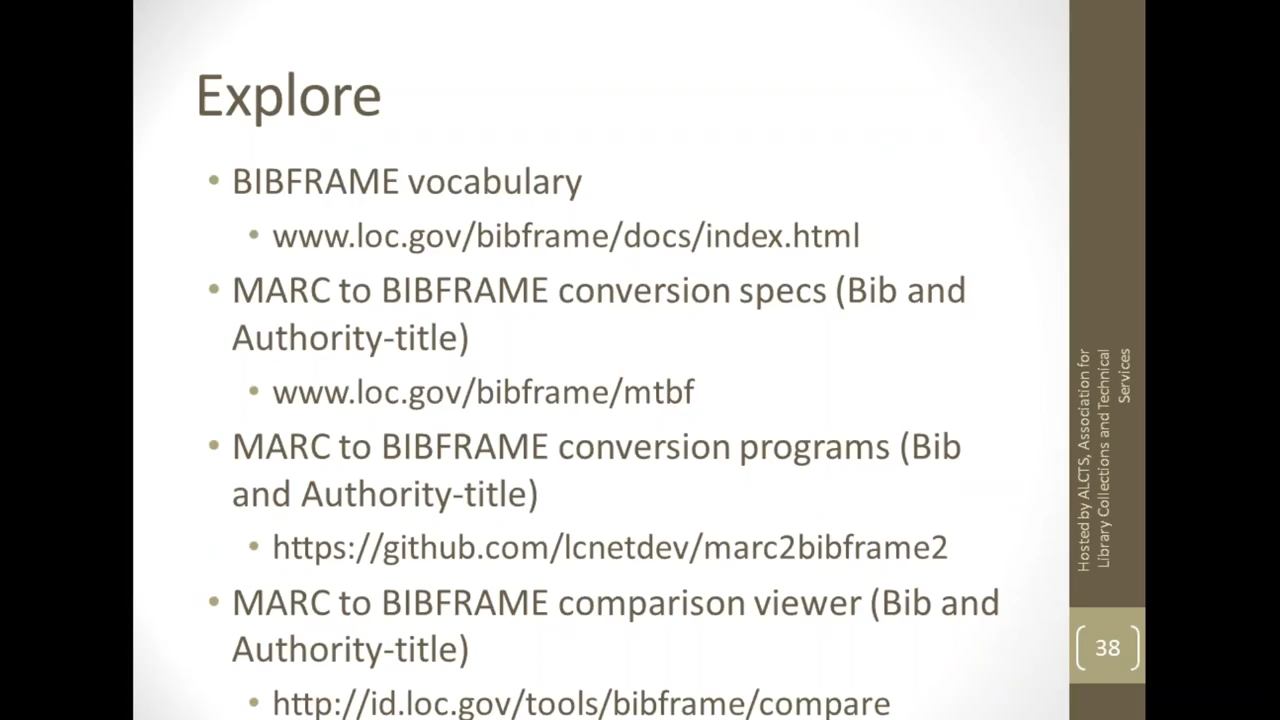 Explore
• BIBFRAME vocabulary
• www.loc.gov/bibframe/docs/index.html
• MARC to BIBFRAME conversion specs (Bib and
Authority-title)
• www.loc.gov/bibframe/mtbf
• MARC to BIBFRAME conversion programs (Bib
and Authority-title)
• https://github.com/lcnetdev/marc2bibframe2
• MARC to BIBFRAME comparison viewer (Bib and
Authority-title)
• http://id.loc.gov/tools/bibframe/compare
Hosted by ALCTS, Association for
Library Collections and Technical
Services
38